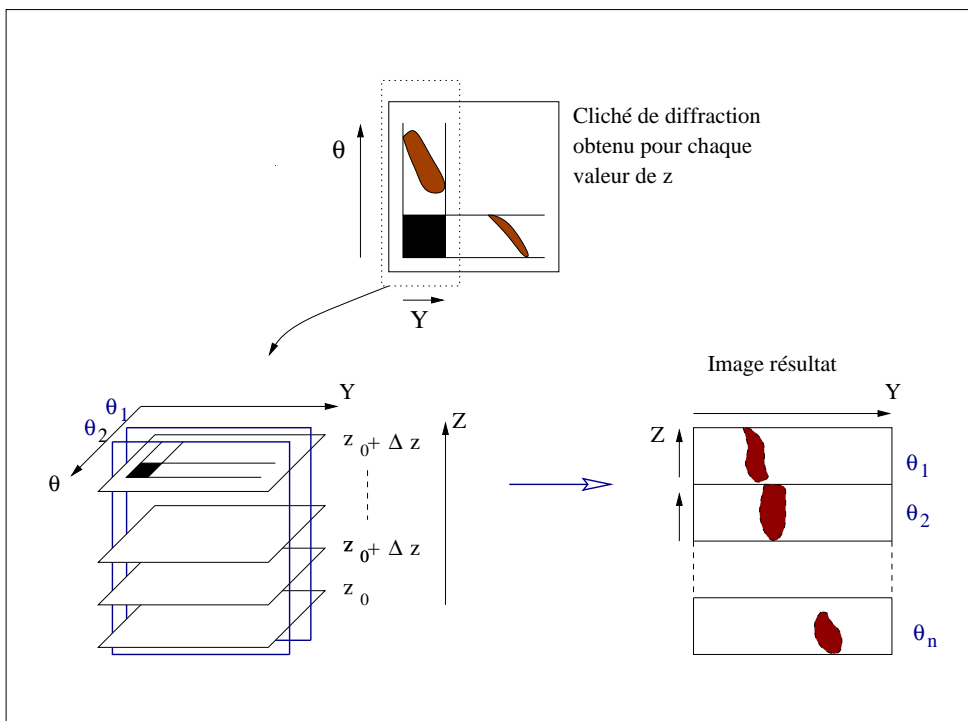 Cliché de diffraction
obtenu pour chaque
valeur de z
θ
Y
Image résultat
Y
θ1
θ2
θ
Z
z0+ Δ z
z0+ Δ z
z0
Y
Z
θ1
θ2
θn